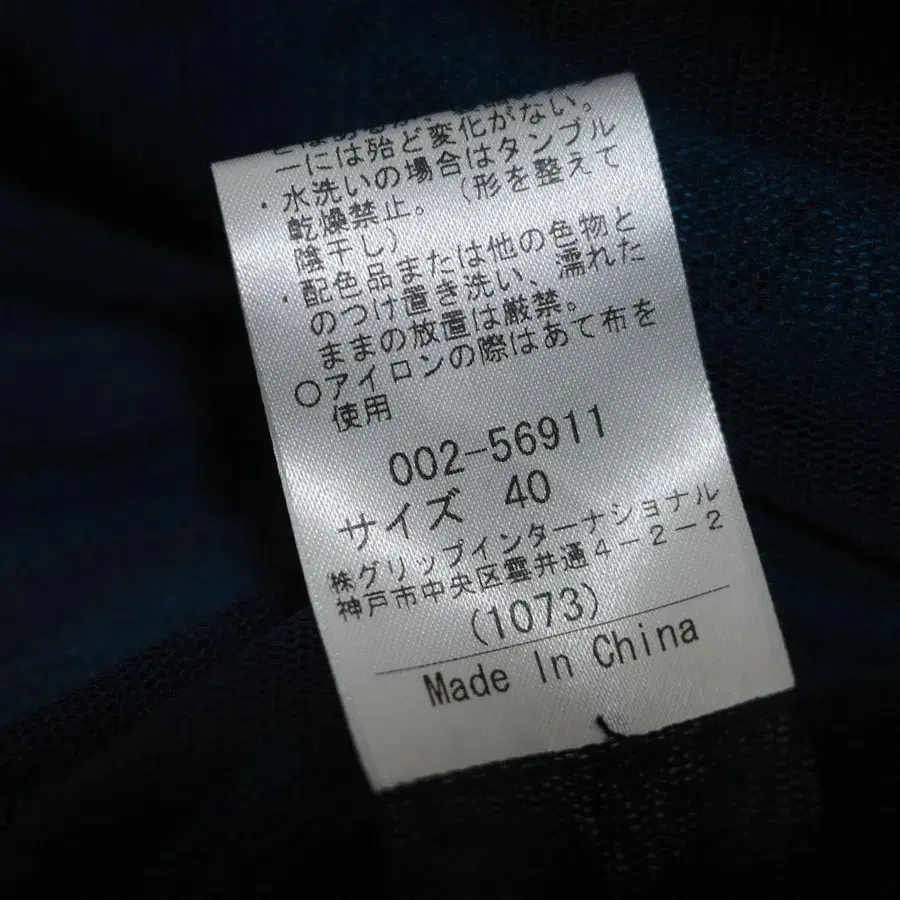 ーには殆ど変化がない。
・水洗いの場合はタンブル
乾燥禁止。（形を整えて
陰干し）
・配色品または他の色物と
のつけ置き洗い、濡れた
ままの放置は厳禁。
○アイロンの際はあて布を
使用
002-56911
サイズ 40
㈱グリップインターナショナル
神戸市中央区雲井通4－2－2
(1073)
Made In China